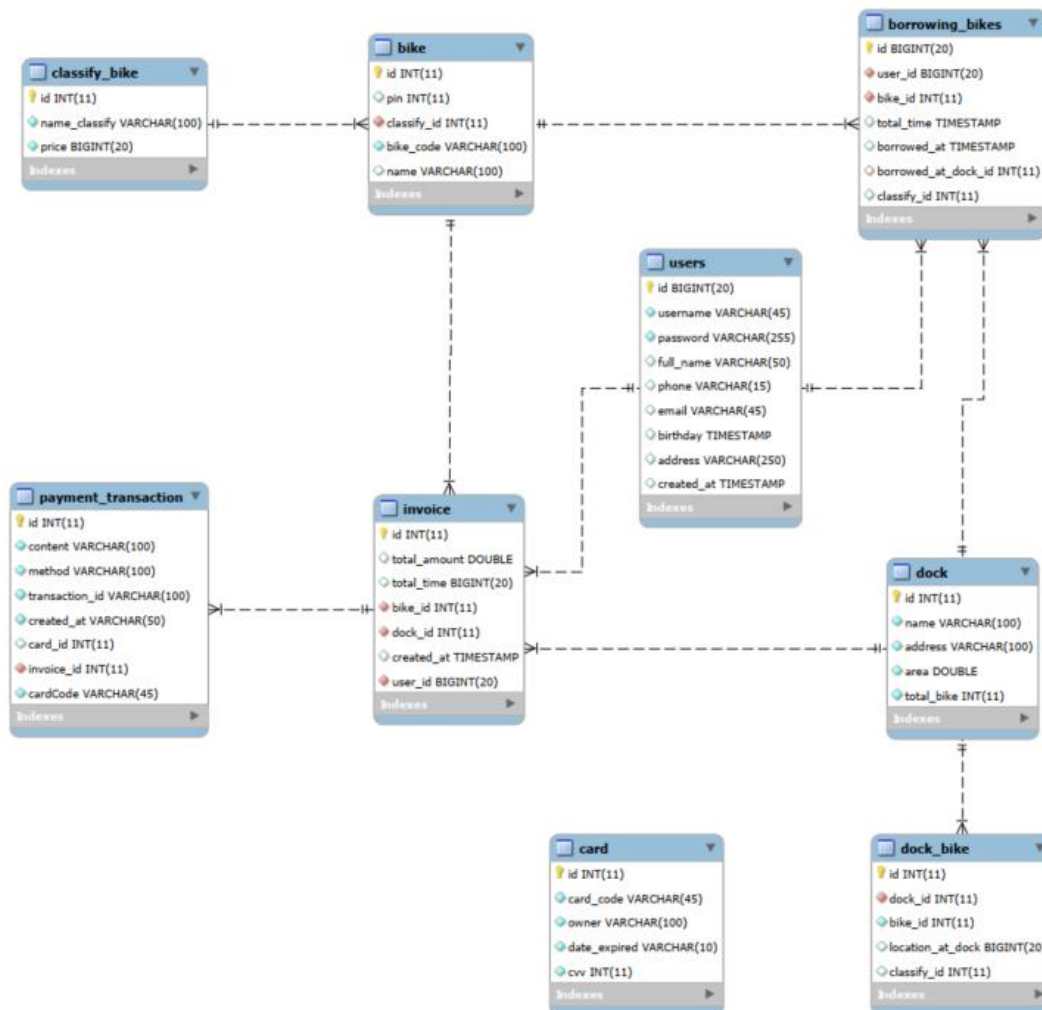 classify_bike
id INT(11)
name_classify VARCHAR(100)
price BIGINT(20)
Indexes
bike
id INT(11)
pin INT(11)
classify_id INT(11)
bike_code VARCHAR(100)
name VARCHAR(100)
Indexes
borrowing_bikes
id BIGINT(20)
user_id BIGINT(20)
bike_id INT(11)
total_time TIMESTAMP
borrowed_at TIMESTAMP
borrowed_at_dock_id INT(11)
classify_id INT(11)
Indexes
users
id BIGINT(20)
username VARCHAR(45)
password VARCHAR(255)
full_name VARCHAR(50)
phone VARCHAR(15)
email VARCHAR(45)
birthday TIMESTAMP
address VARCHAR(250)
created_at TIMESTAMP
Indexes
payment_transaction
id INT(11)
content VARCHAR(100)
method VARCHAR(100)
transaction_id VARCHAR(100)
created_at VARCHAR(50)
card_id INT(11)
invoice_id INT(11)
cardCode VARCHAR(45)
Indexes
invoice
id INT(11)
total_amount DOUBLE
total_time BIGINT(20)
bike_id INT(11)
dock_id INT(11)
created_at TIMESTAMP
user_id BIGINT(20)
Indexes
dock
id INT(11)
name VARCHAR(100)
address VARCHAR(100)
area DOUBLE
total_bike INT(11)
Indexes
card
id INT(11)
card_code VARCHAR(45)
owner VARCHAR(100)
date_expired VARCHAR(10)
cvv INT(11)
Indexes
dock_bike
id INT(11)
dock_id INT(11)
bike_id INT(11)
location_at_dock BIGINT(20
classify_id INT(11)
Indexes